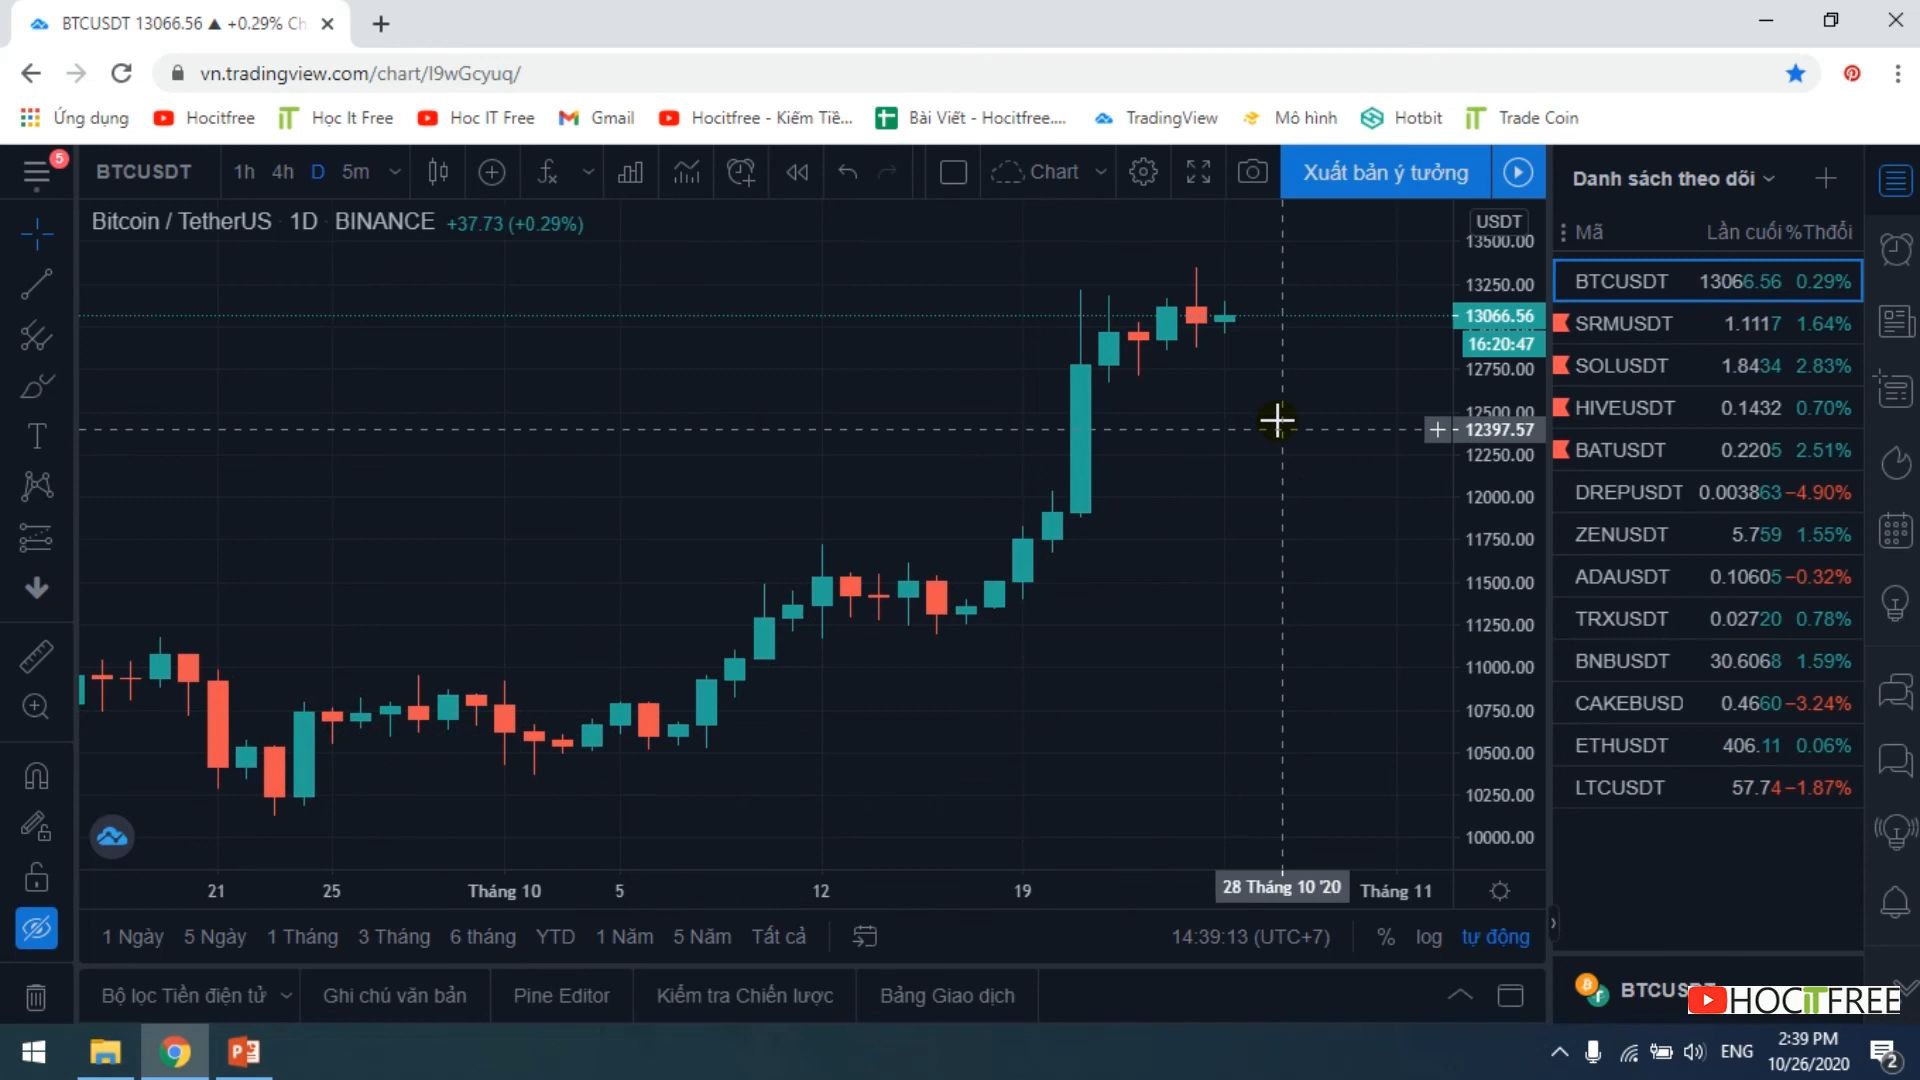 BTCUSDT 13066.56 ▲ +0.29% Ch
vn.tradingview.com/chart/I9wGcyuq/
Ứng dụng Hocitfree Học It Free Hoc IT Free Gmail Hocitfree - Kiếm Tiề... Bài Viết - Hocitfree.... TradingView Mô hình Hotbit Trade Coin
5 BTCUSDT 1h 4h D 5m Chart Xuất bản ý tưởng
Bitcoin / TetherUS 1D BINANCE +37.73 (+0.29%)
USDT
13500.00
13250.00
13066.56
16:20:47
12750.00
12500.00
12397.57
12250.00
12000.00
11750.00
11500.00
11250.00
11000.00
10750.00
10500.00
10250.00
10000.00
21 25 Tháng 10 5 12 19 28 Tháng 10 '20 Tháng 11
1 Ngày 5 Ngày 1 Tháng 3 Tháng 6 tháng YTD 1 Năm 5 Năm Tất cả 14:39:13 (UTC+7) % log tự động
Bộ lọc Tiền điện tử Ghi chú văn bản Pine Editor Kiểm tra Chiến lược Bảng Giao dịch
Danh sách theo dõi
Mã Lần cuối %Thđổi
BTCUSDT 13066.56 0.29%
SRMUSDT 1.1117 1.64%
SOLUSDT 1.8434 2.83%
HIVEUSDT 0.1432 0.70%
BATUSDT 0.2205 2.51%
DREPUSDT 0.003863 −4.90%
ZENUSDT 5.759 1.55%
ADAUSDT 0.10605 −0.32%
TRXUSDT 0.02720 0.78%
BNBUSDT 30.6068 1.59%
CAKEBUSD 0.4660 −3.24%
ETHUSDT 406.11 0.06%
LTCUSDT 57.74 −1.87%
HOCITFREE
ENG
2:39 PM
10/26/2020
2